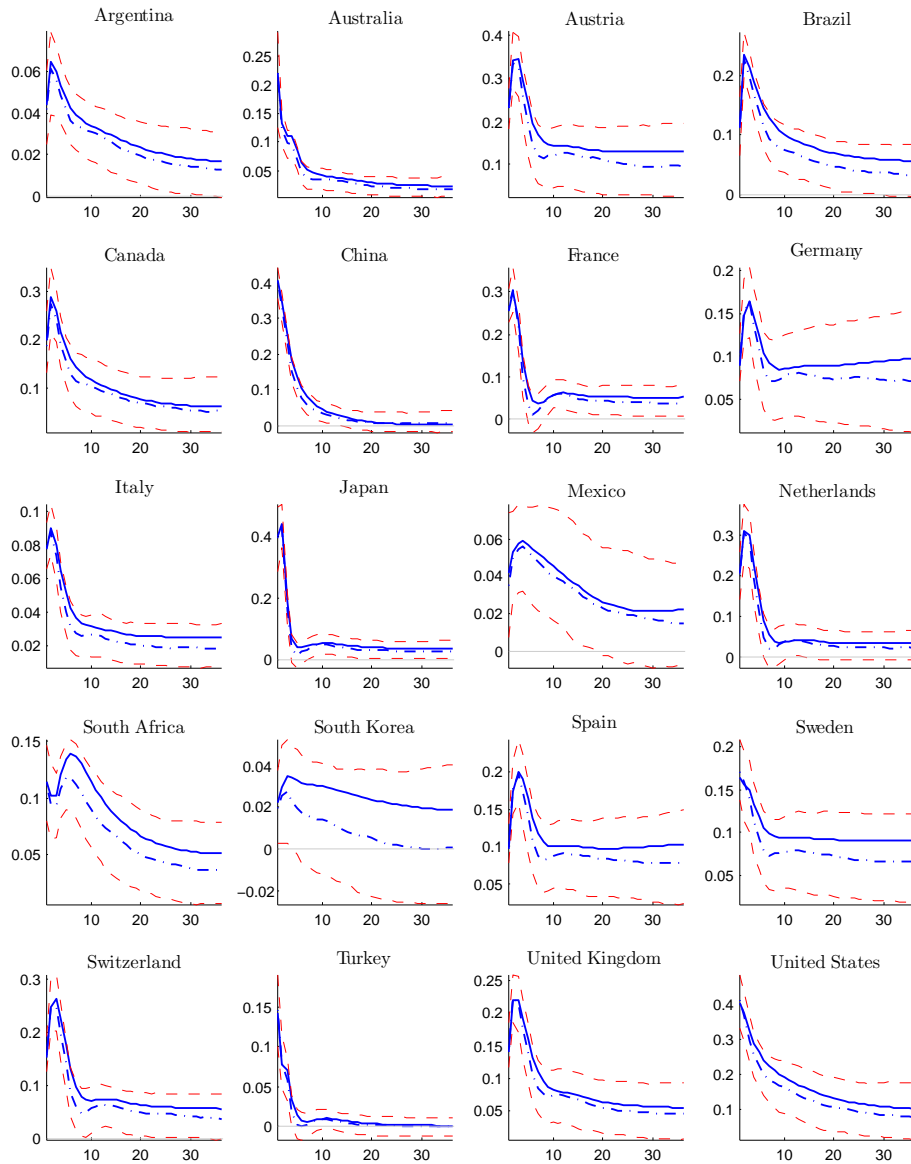 Argentina
0.06
0.04
0.02
0
10 20 30
Australia
0.25
0.2
0.15
0.1
0.05
10 20 30
Austria
0.4
0.3
0.2
0.1
10 20 30
Brazil
0.2
0.1
0
10 20 30
Canada
0.3
0.2
0.1
10 20 30
China
0.4
0.3
0.2
0.1
0
10 20 30
France
0.3
0.2
0.1
0
10 20 30
Germany
0.2
0.15
0.1
0.05
10 20 30
Italy
0.1
0.08
0.06
0.04
0.02
10 20 30
Japan
0.4
0.2
0
10 20 30
Mexico
0.06
0.04
0.02
0
10 20 30
Netherlands
0.3
0.2
0.1
0
10 20 30
South Africa
0.15
0.1
0.05
10 20 30
South Korea
0.04
0.02
0
−0.02
10 20 30
Spain
0.2
0.15
0.1
0.05
10 20 30
Sweden
0.2
0.15
0.1
0.05
10 20 30
Switzerland
0.3
0.2
0.1
0
10 20 30
Turkey
0.15
0.1
0.05
0
10 20 30
United Kingdom
0.25
0.2
0.15
0.1
0.05
10 20 30
United States
0.4
0.3
0.2
0.1
10 20 30